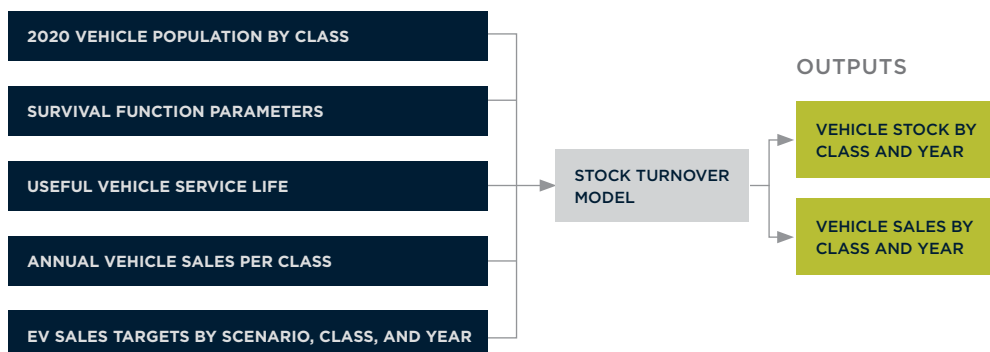 2020 VEHICLE POPULATION BY CLASS
SURVIVAL FUNCTION PARAMETERS
USEFUL VEHICLE SERVICE LIFE
ANNUAL VEHICLE SALES PER CLASS
EV SALES TARGETS BY SCENARIO, CLASS, AND YEAR
STOCK TURNOVER
MODEL
OUTPUTS
VEHICLE STOCK BY
CLASS AND YEAR
VEHICLE SALES BY
CLASS AND YEAR